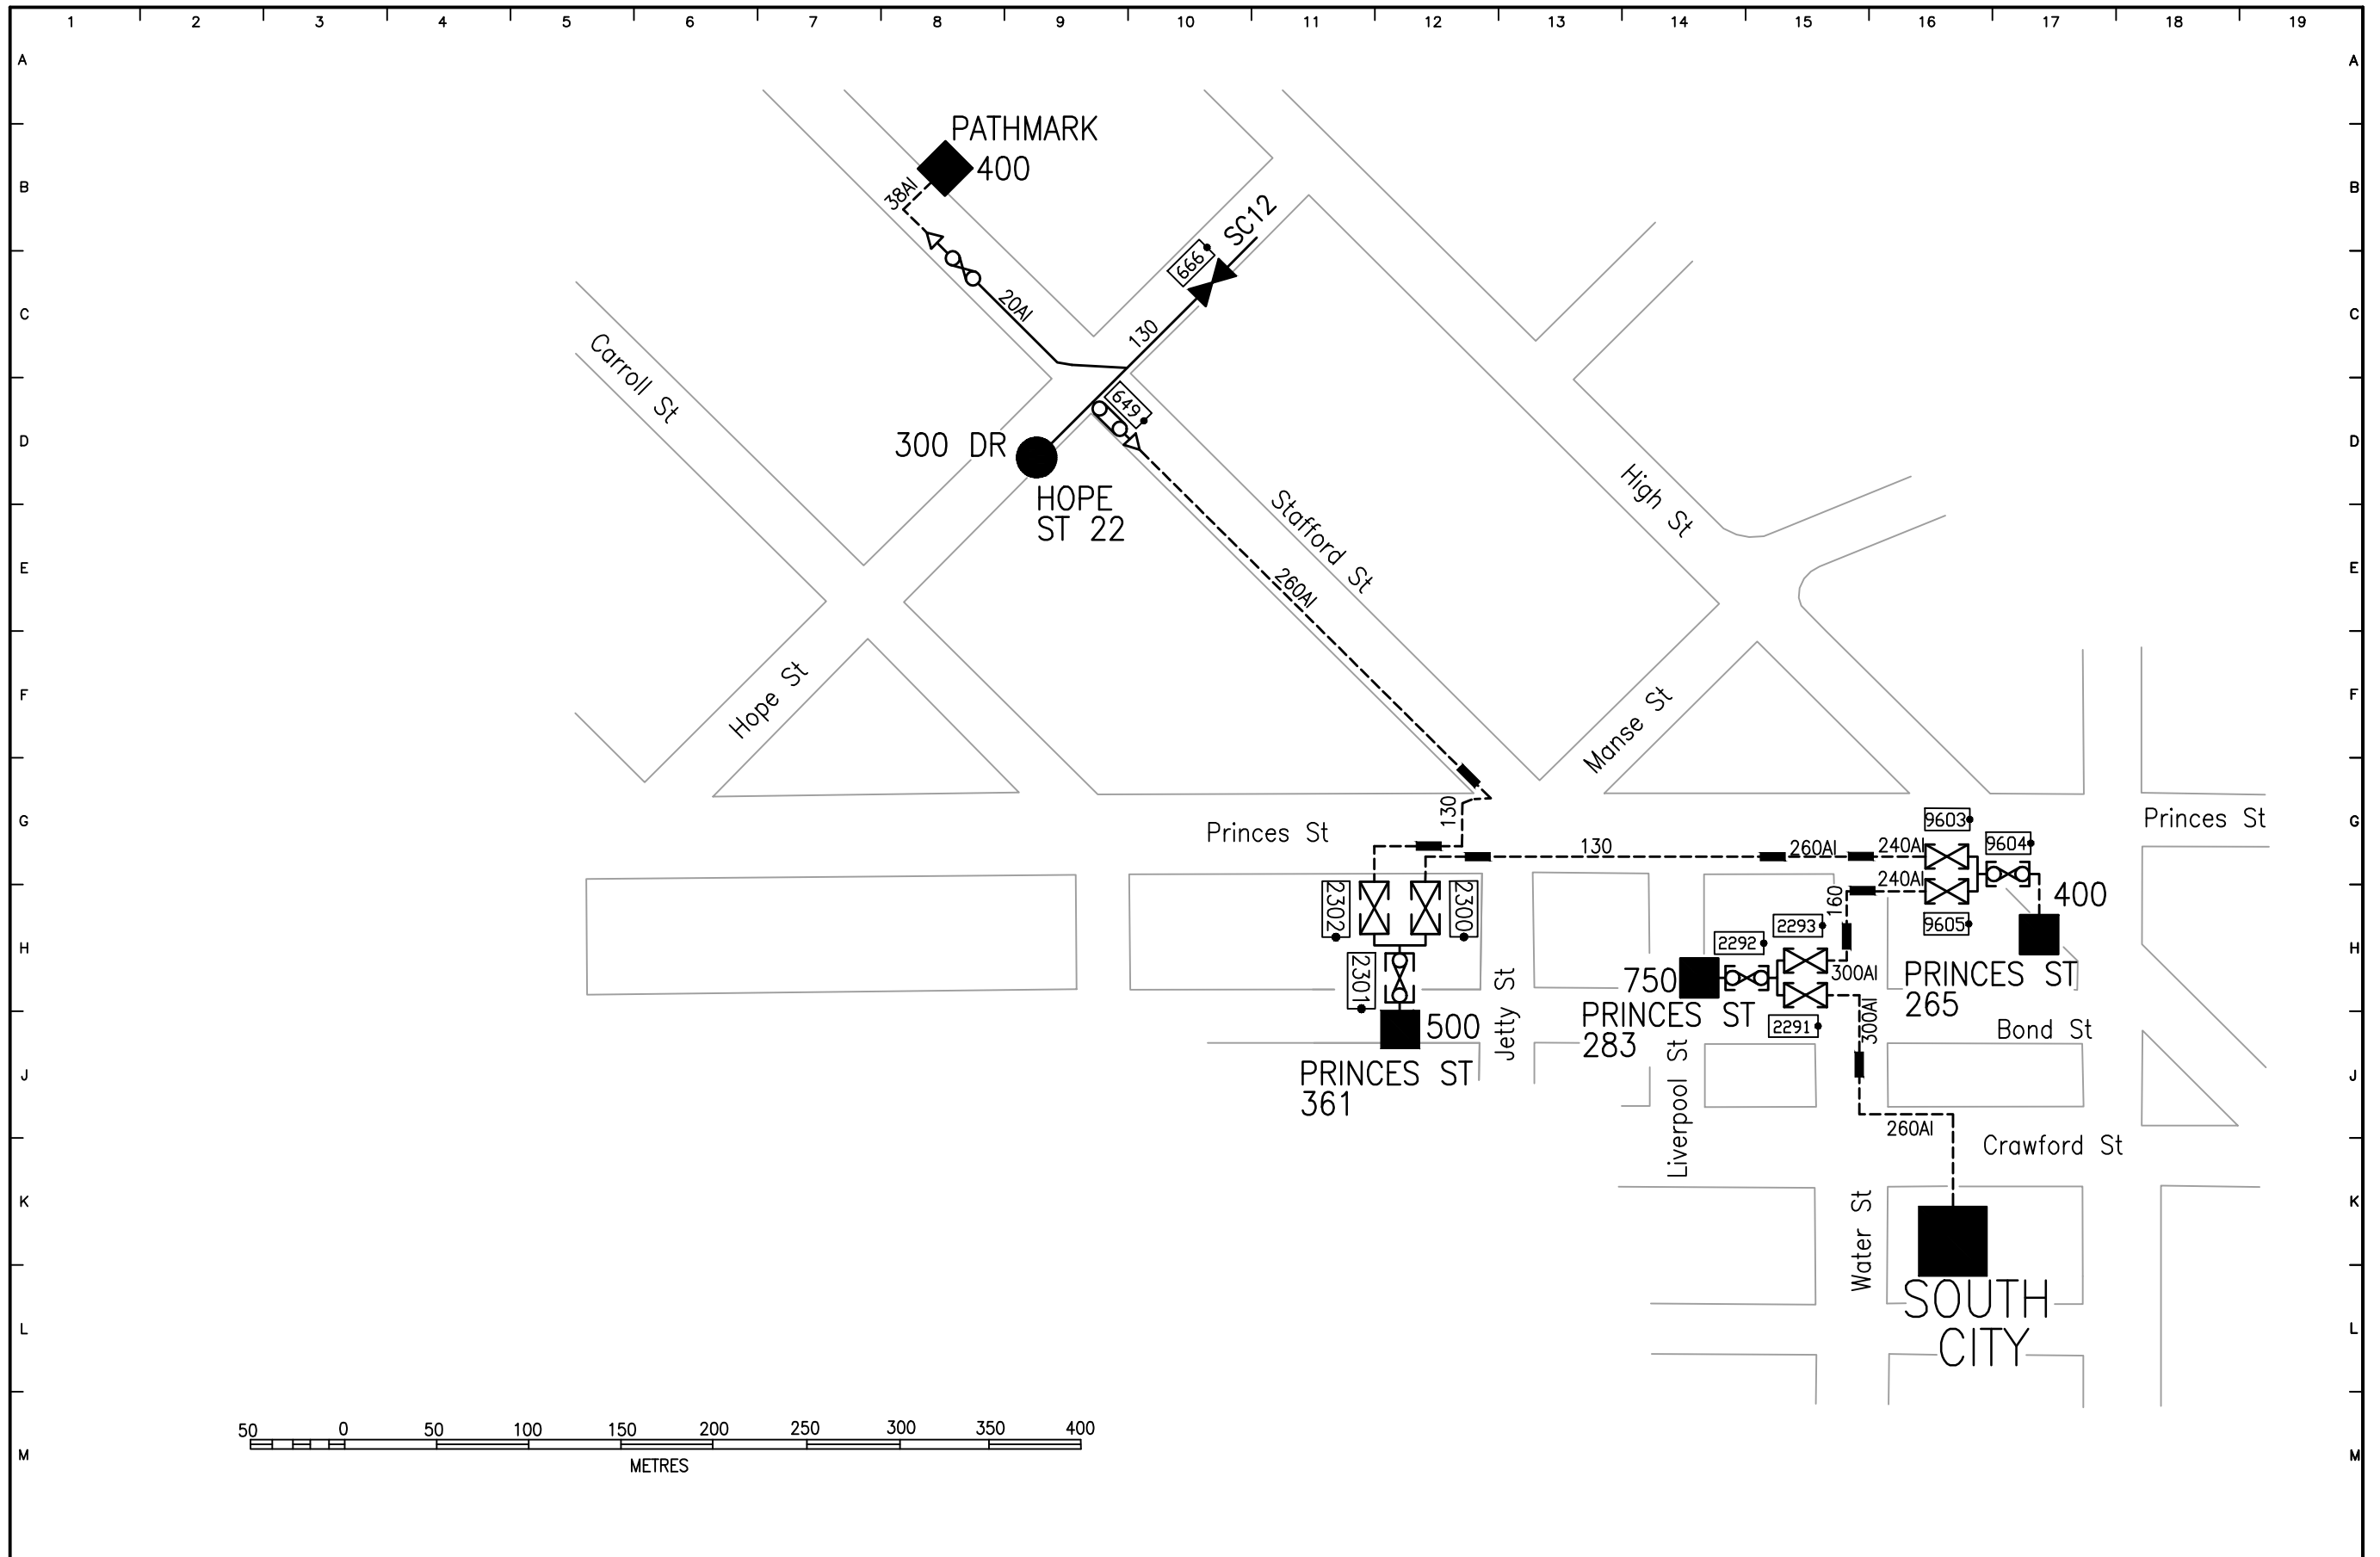 1 2 3 4 5 6 7 8 9 10 11 12 13 14 15 16 17 18 19
A A
PATHMARK
400
B B
38AI
SC12
666
C C
20AI
130
Carroll St
649
D D
300 DR
HOPE
ST 22
High St
Stafford St
E E
260AI
F F
Hope St
Manse St
G G
130
Princes St
Princes St
9603
9604
130
260AI
240AI
240AI
400
2302
2300
160
2293
9605
H H
2292
2301
750
300AI
PRINCES ST
265
PRINCES ST
283
Jetty St
500
2291
300AI
Bond St
J J
PRINCES ST
361
Liverpool St
260AI
Crawford St
K K
Water St
SOUTH
CITY
L L
50 0 50 100 150 200 250 300 350 400
METRES
M M